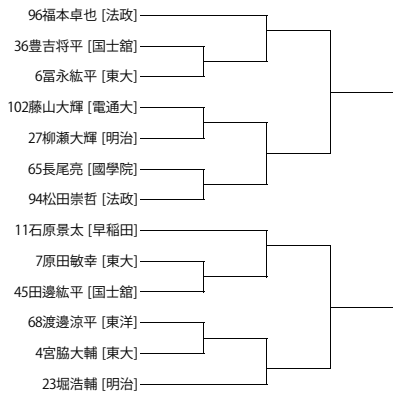 96福本卓也 [法政]
36豊吉将平 [国士舘]
6冨永紘平 [東大]
102藤山大輝 [電通大]
27柳瀬大輝 [明治]
65長尾亮 [國學院]
94松田崇哲 [法政]
11石原景太 [早稲田]
7原田敏幸 [東大]
45田邊紘平 [国士舘]
68渡邊涼平 [東洋]
4宮脇大輔 [東大]
23堀浩輔 [明治]